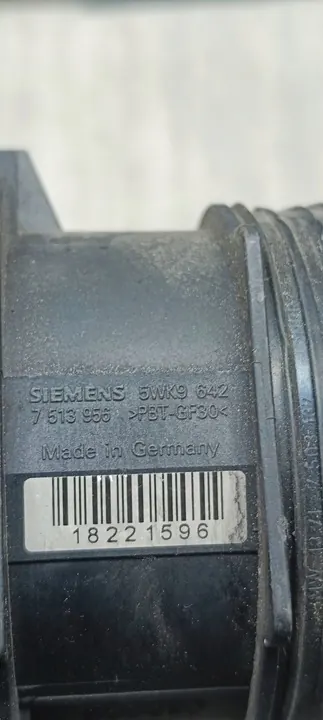 SIEMENS 5WK9 642
7 513 956 >PBT-GF30<
Made in Germany
18221596